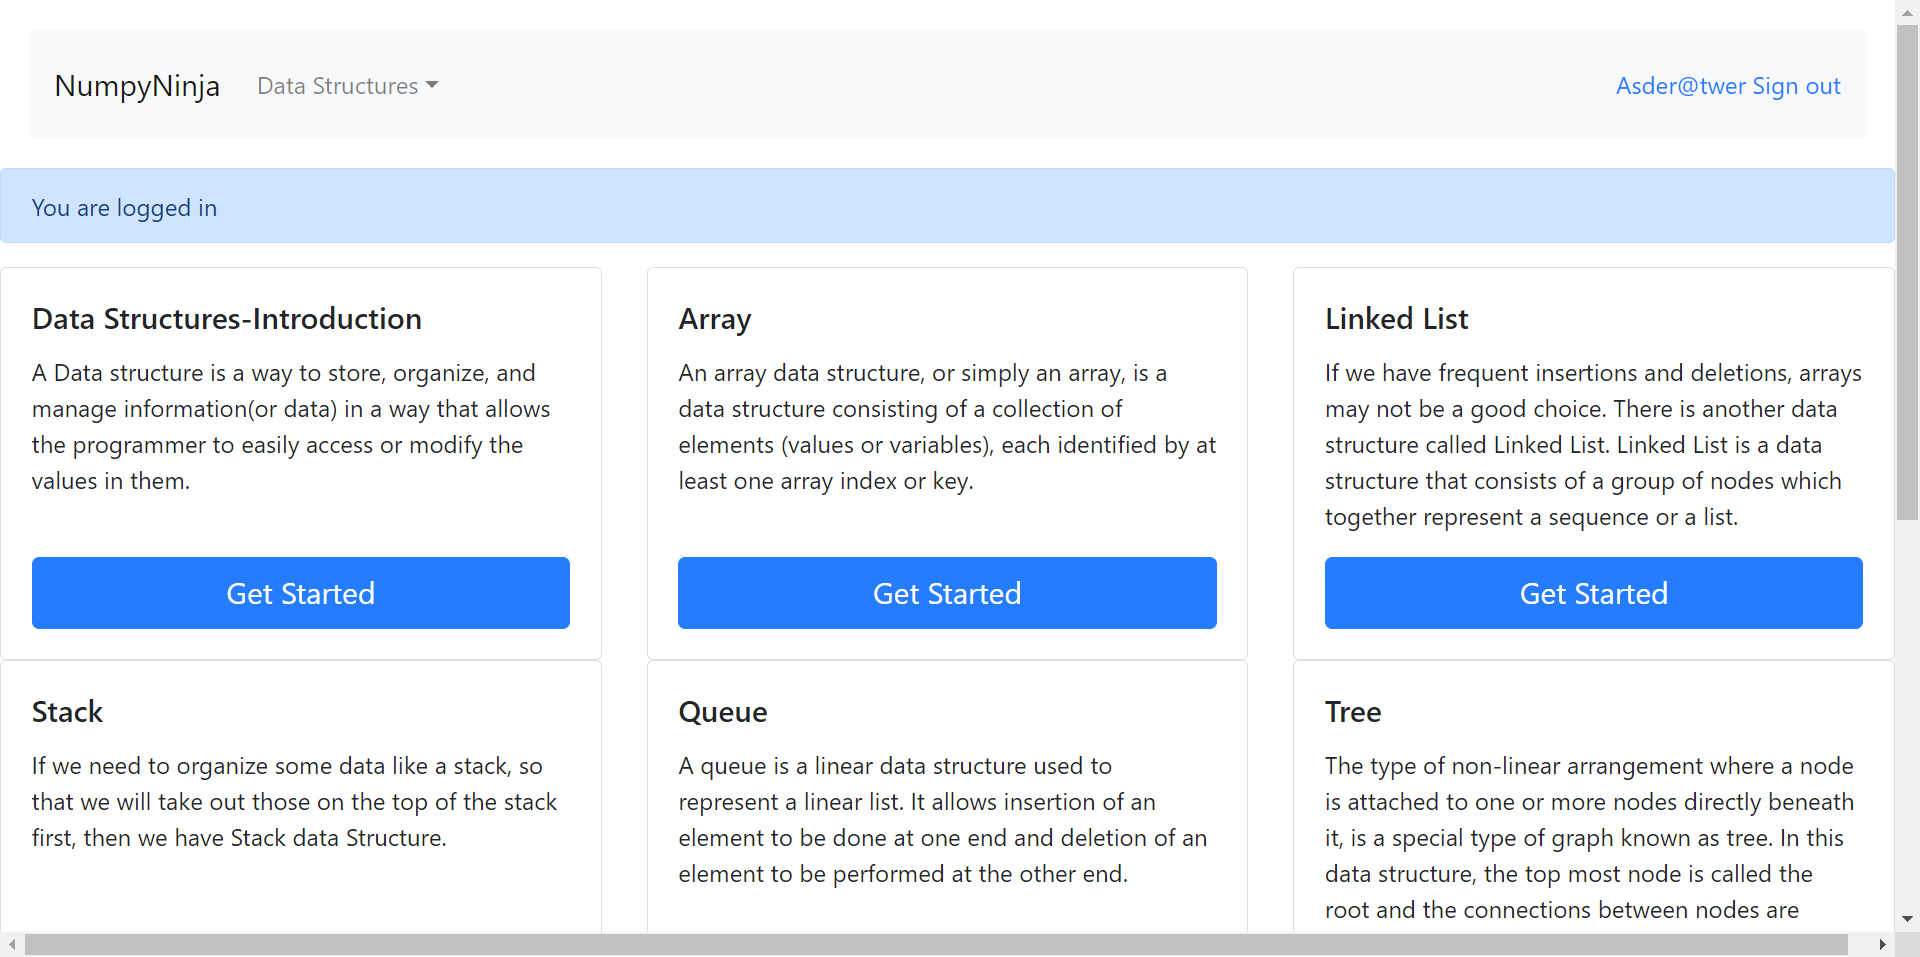 NumpyNinja
Data Structures
Asder@twer Sign out
You are logged in
Data Structures-Introduction
A Data structure is a way to store, organize, and
manage information(or data) in a way that allows
the programmer to easily access or modify the
values in them.
Get Started
Array
An array data structure, or simply an array, is a
data structure consisting of a collection of
elements (values or variables), each identified by at
least one array index or key.
Get Started
Linked List
If we have frequent insertions and deletions, arrays
may not be a good choice. There is another data
structure called Linked List. Linked List is a data
structure that consists of a group of nodes which
together represent a sequence or a list.
Get Started
Stack
If we need to organize some data like a stack, so
that we will take out those on the top of the stack
first, then we have Stack data Structure.
Queue
A queue is a linear data structure used to
represent a linear list. It allows insertion of an
element to be done at one end and deletion of an
element to be performed at the other end.
Tree
The type of non-linear arrangement where a node
is attached to one or more nodes directly beneath
it, is a special type of graph known as tree. In this
data structure, the top most node is called the
root and the connections between nodes are